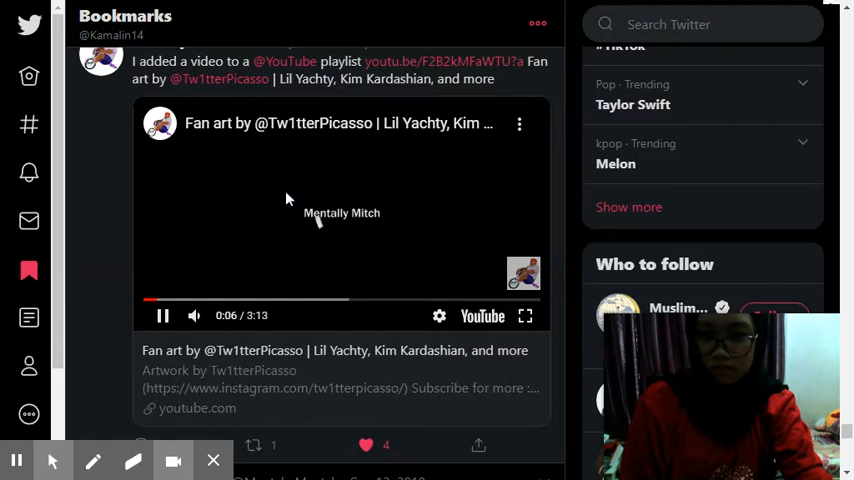 Bookmarks
@Kamalin14
I added a video to a @YouTube playlist youtu.be/F2B2kMFaWTU?a Fan
art by @Tw1tterPicasso | Lil Yachty, Kim Kardashian, and more
Fan art by @Tw1tterPicasso | Lil Yachty, Kim ...
Mentally Mitch
0:06 / 3:13
YouTube
Fan art by @Tw1tterPicasso | Lil Yachty, Kim Kardashian, and more
Artwork by Tw1tterPicasso
(https://www.instagram.com/tw1tterpicasso/) Subscribe for more :...
youtube.com
1
4
Search Twitter
#TikTok
Pop · Trending
Taylor Swift
kpop · Trending
Melon
Show more
Who to follow
Muslim...